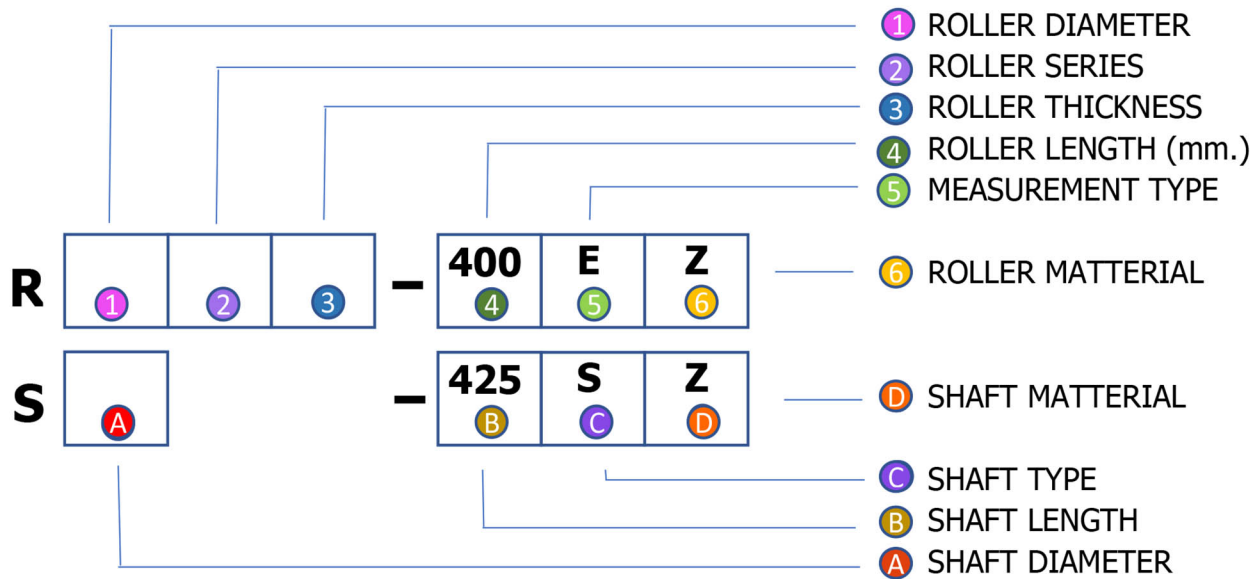 1 ROLLER DIAMETER
2 ROLLER SERIES
3 ROLLER THICKNESS
4 ROLLER LENGTH (mm.)
5 MEASUREMENT TYPE
R 1 2 3 - 400 4 E 5 Z 6
6 ROLLER MATTERIAL
S A - 425 B S C Z D
D SHAFT MATTERIAL
C SHAFT TYPE
B SHAFT LENGTH
A SHAFT DIAMETER